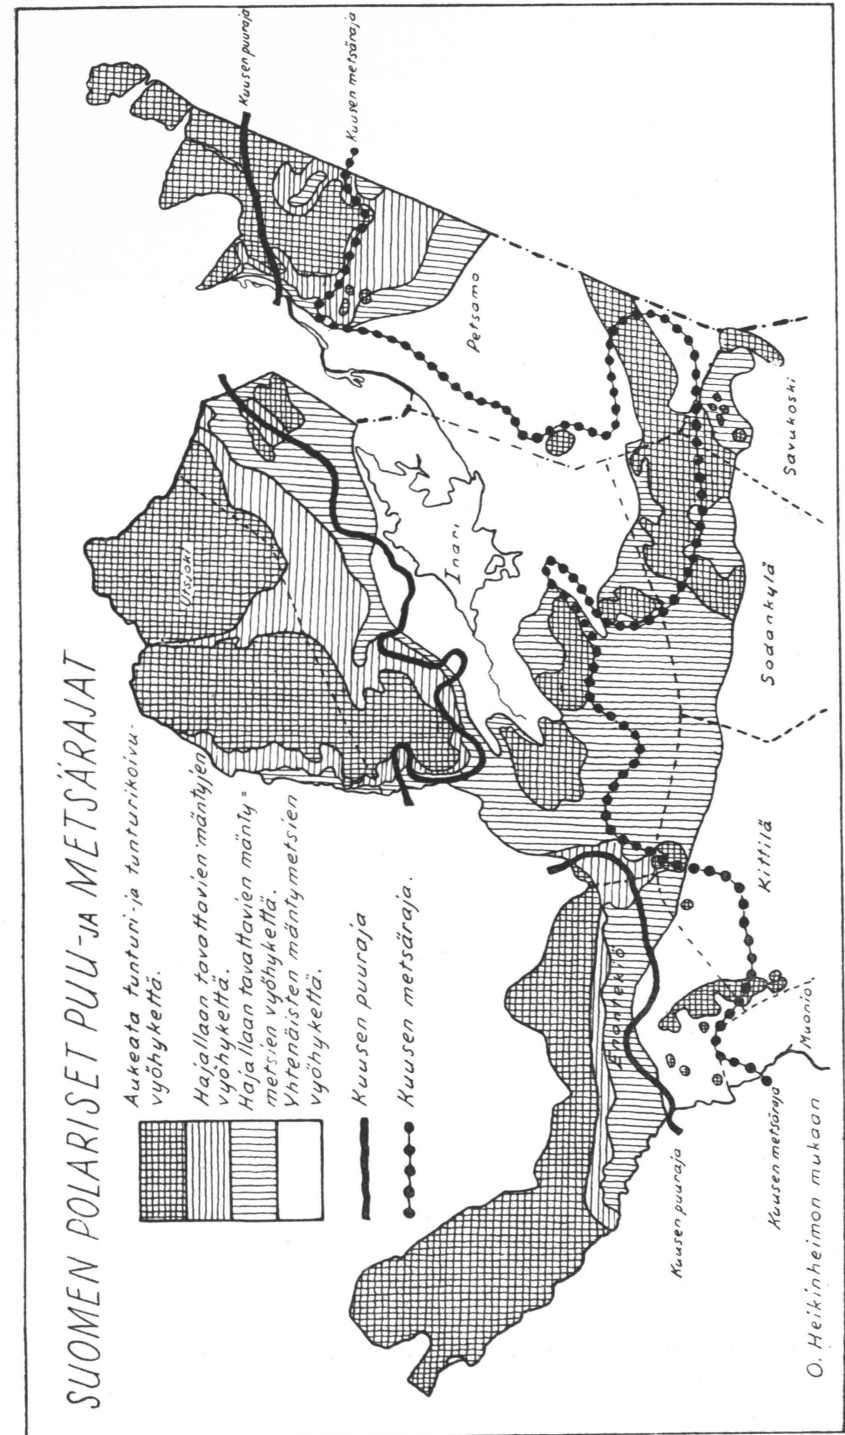 SUOMEN POLARISET PUU-JA METSÄRAJAT
Aukeata tunturi-ja tunturikoivu-
vyöhykettä.
Hajallaan tavattavien mäntyjen
vyöhykettä.
Hajallaan tavattavien mänty=
metsien vyöhykettä.
Yhtenäisten mäntymetsien
vyöhykettä.
Kuusen puuraja
Kuusen metsäraja.
Kuusen puuraja
Kuusen metsäraja
Utsjoki
Petsamo
Inari
Savukoski
Sodankylä
Kittilä
Enontekiö
Muonio
Kuusen puuraja
Kuusen metsäraja
O. Heikinheimon mukaan